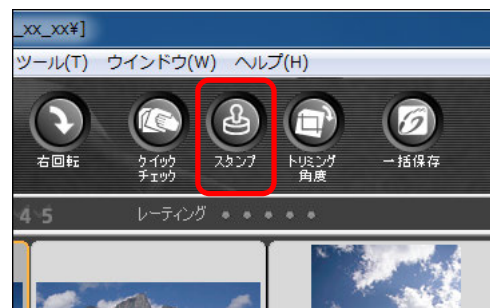 _xx_xx¥]
ツール(T) ウインドウ(W) ヘルプ(H)
右回転 クイックチェック スタンプ トリミング角度 一括保存
4 5 レーティング